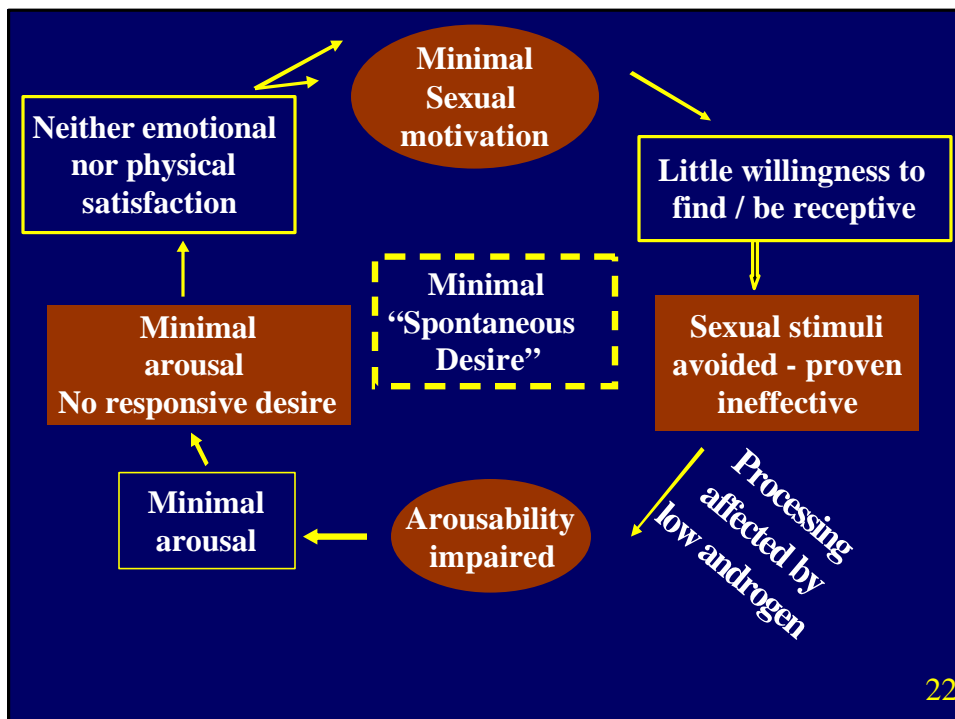 Minimal
Sexual
motivation
Little willingness to
find / be receptive
Sexual stimuli
avoided - proven
ineffective
Processing
affected by
low androgen
Arousability
impaired
Minimal
arousal
Minimal
arousal
No responsive desire
Neither emotional
nor physical
satisfaction
Minimal
“Spontaneous
Desire”
22